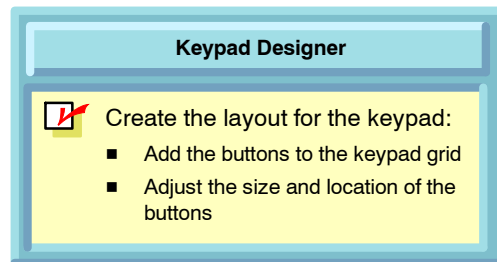 Keypad Designer
Create the layout for the keypad:
■ Add the buttons to the keypad grid
■ Adjust the size and location of the
buttons